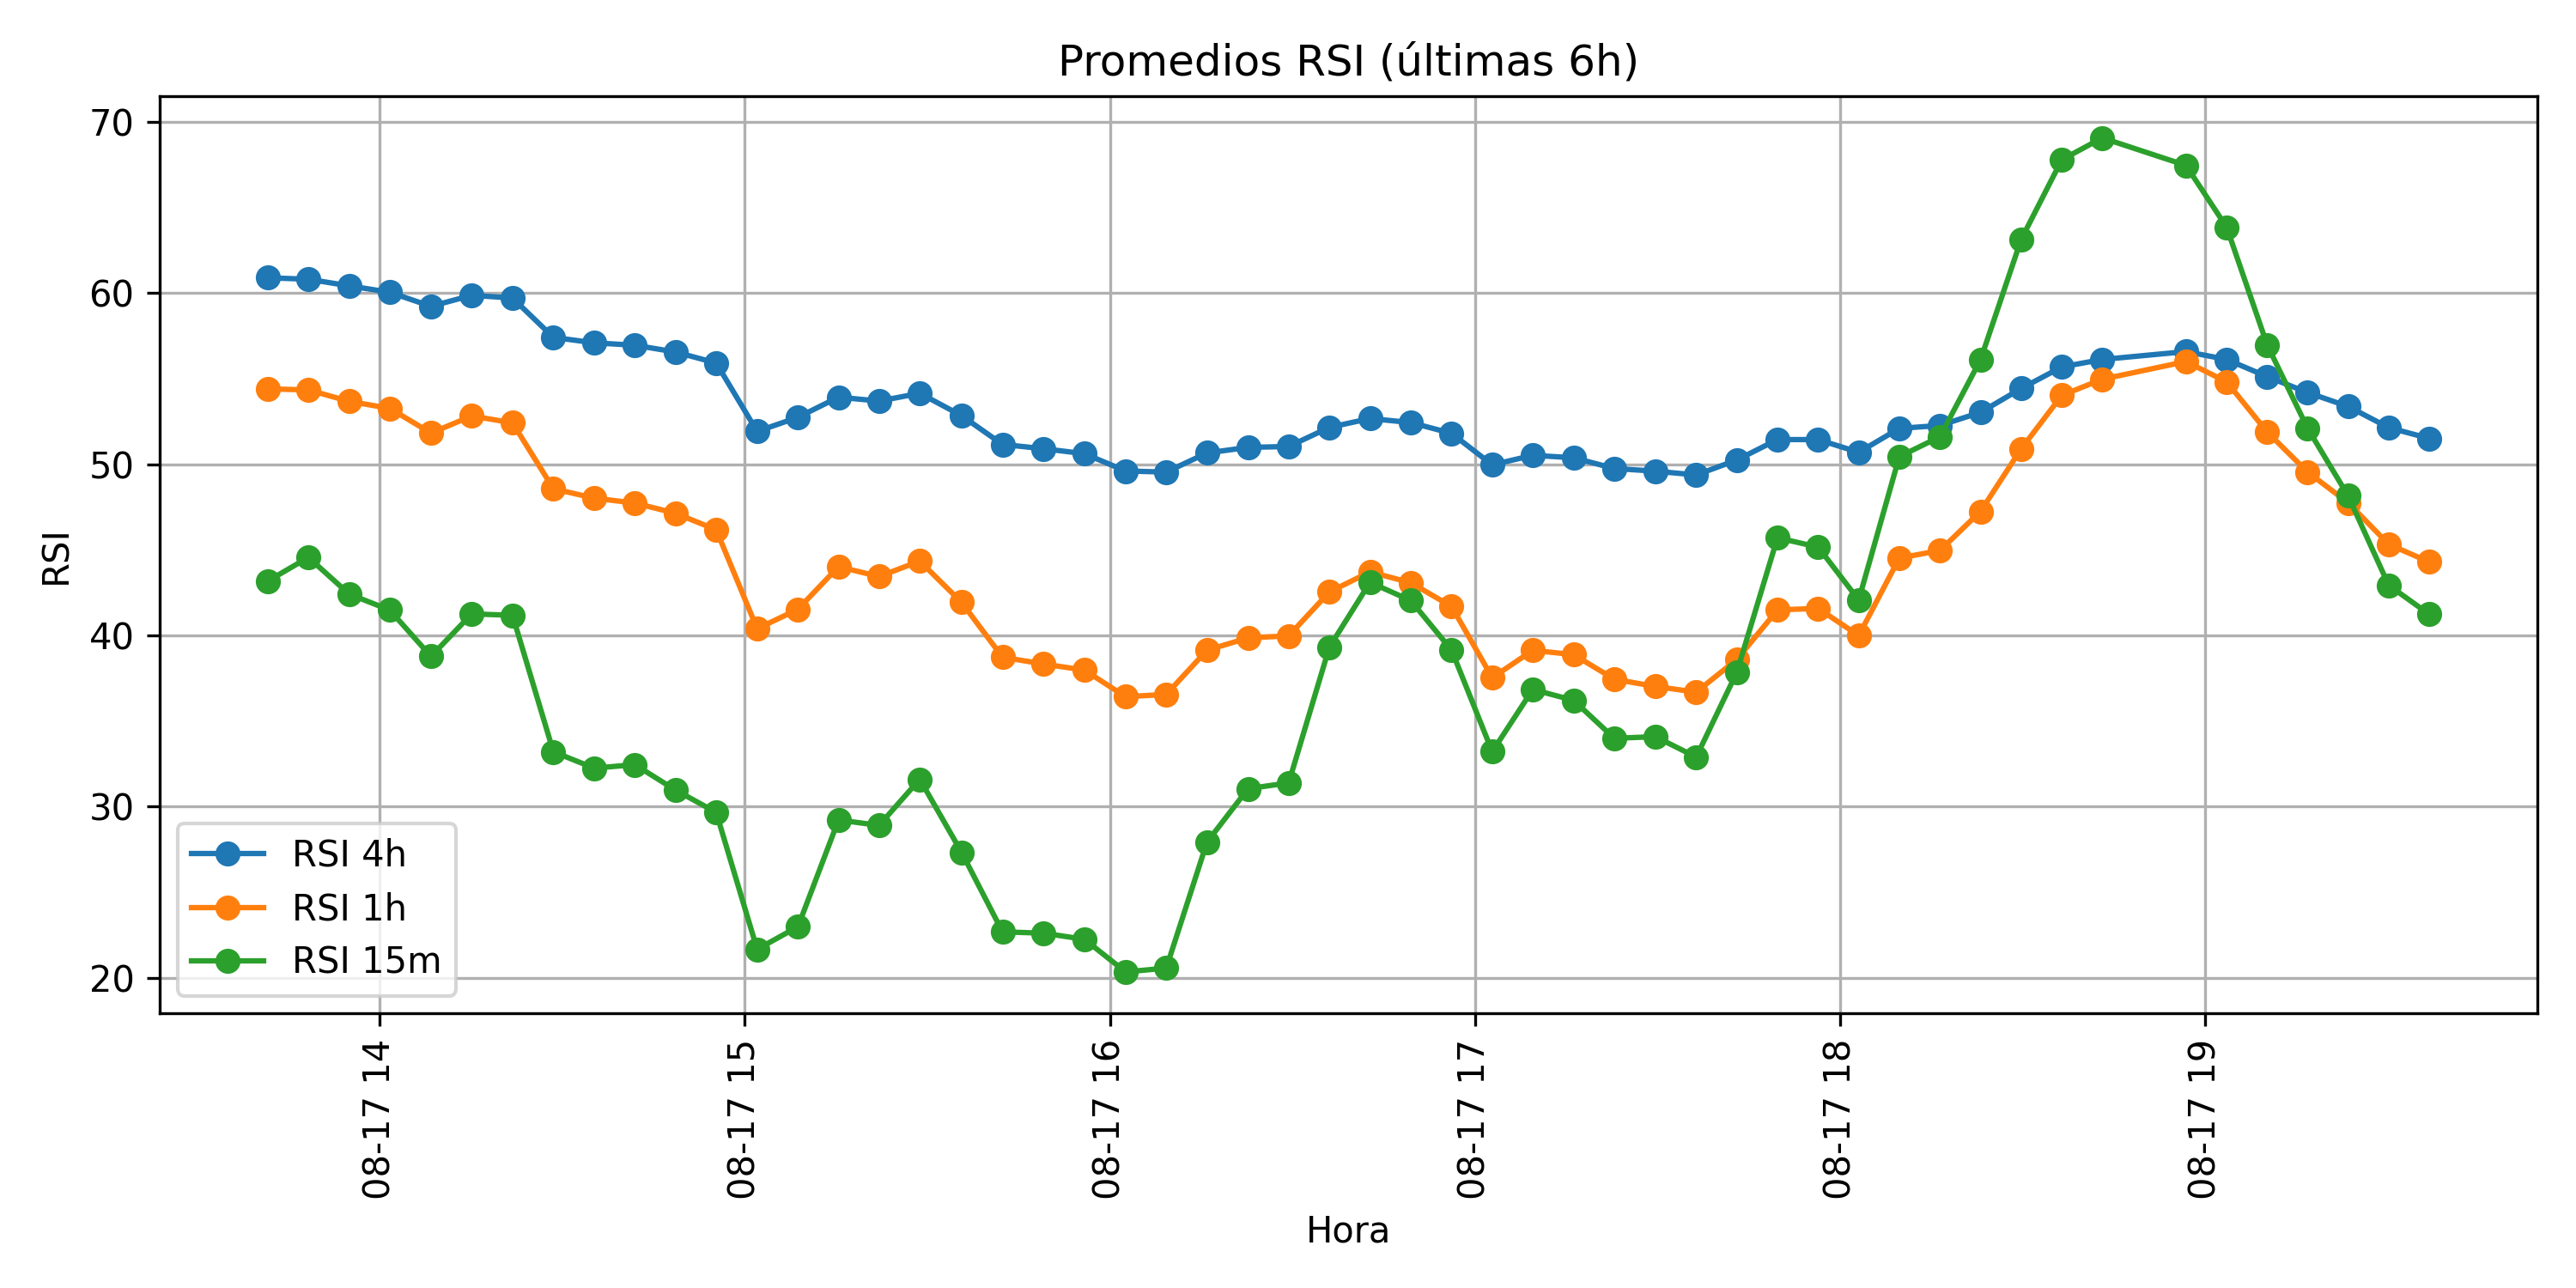 Promedios RSI (últimas 6h)
RSI
70
60
50
40
30
20
RSI 4h
RSI 1h
RSI 15m
08-17 14
08-17 15
08-17 16
08-17 17
08-17 18
08-17 19
Hora